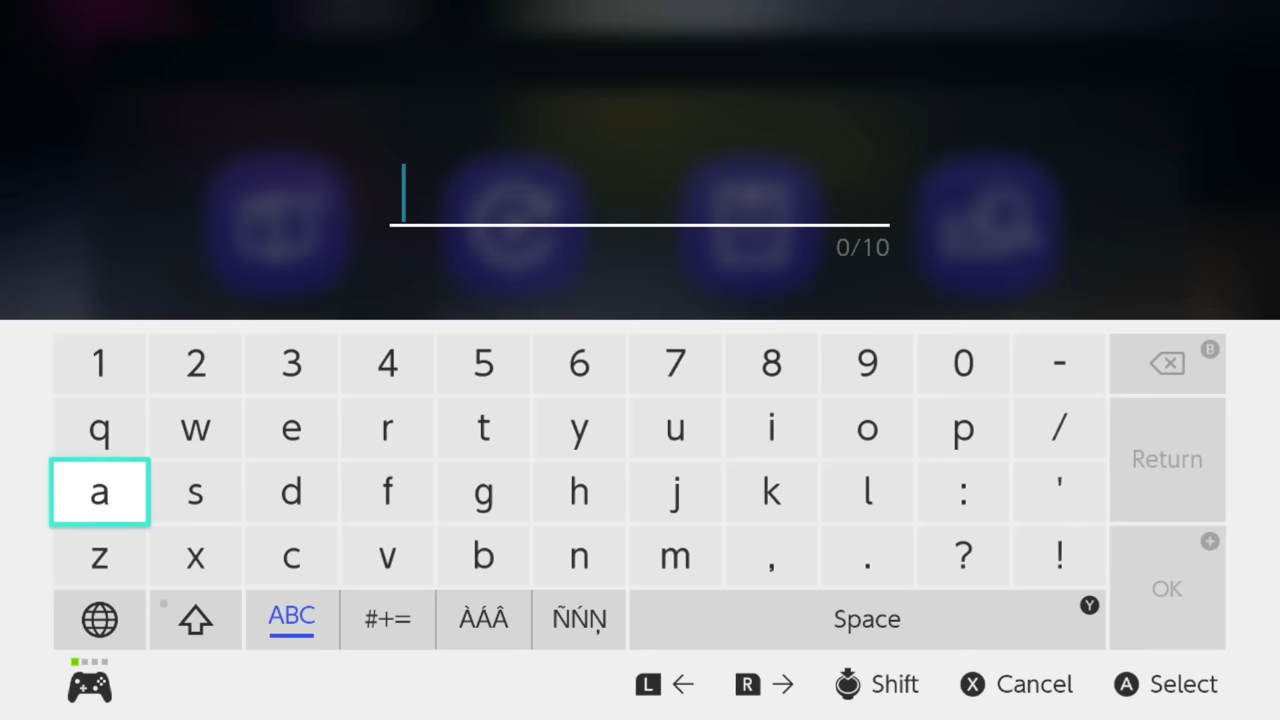 0/10
1 2 3 4 5 6 7 8 9 0 - B
q w e r t y u i o p /
Return
a s d f g h j k l : '
z x c v b n m , . ? ! +
OK
ABC #+= ÀÁÂ ÑŃŅ Space Y
L ← R → Shift X Cancel A Select